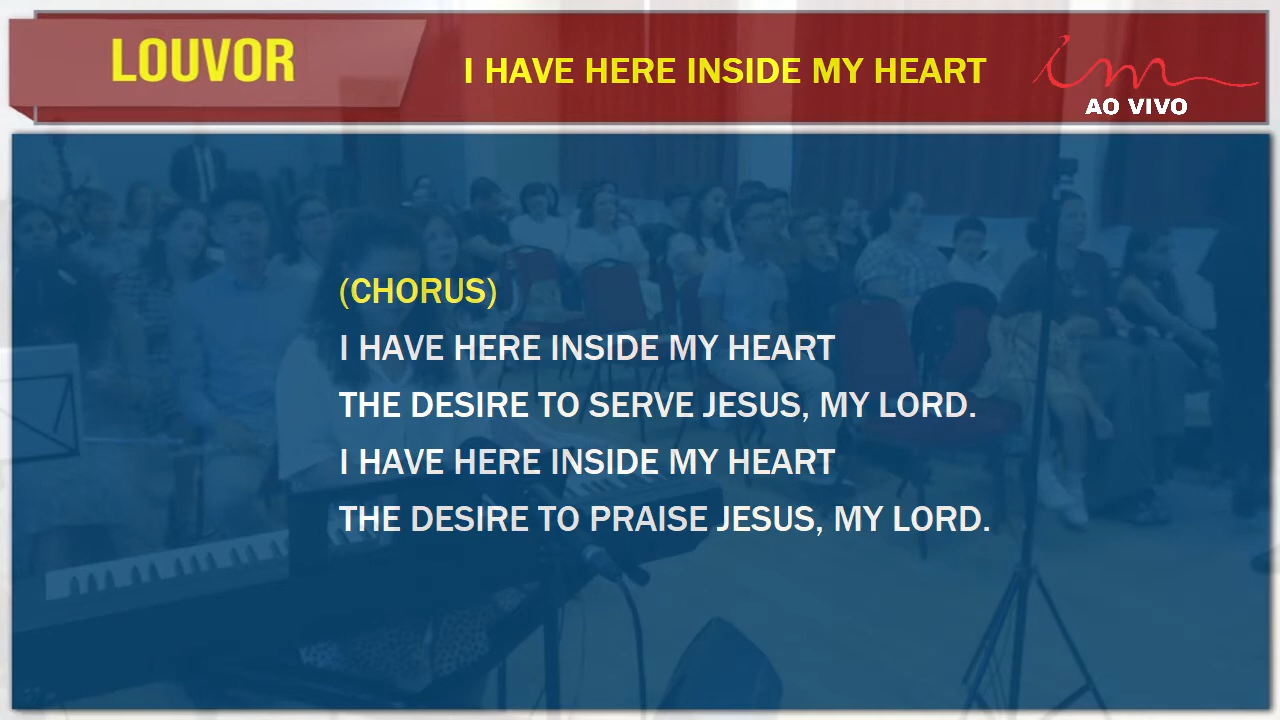 LOUVOR
I HAVE HERE INSIDE MY HEART
im
AO VIVO
(CHORUS)
I HAVE HERE INSIDE MY HEART
THE DESIRE TO SERVE JESUS, MY LORD.
I HAVE HERE INSIDE MY HEART
THE DESIRE TO PRAISE JESUS, MY LORD.